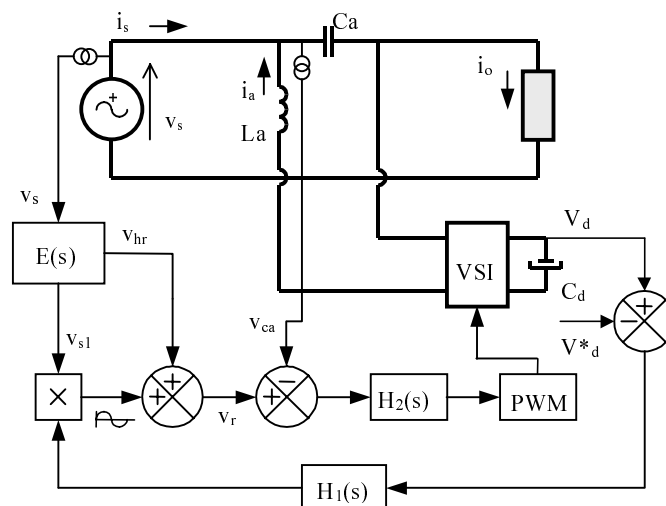 i_s
Ca
i_o
i_a
v_s
La
v_s
V_d
v_hr
E(s)
VSI
C_d
v_ca
v_s1
V*_d
×
v_r
H_2(s)
PWM
H_1(s)